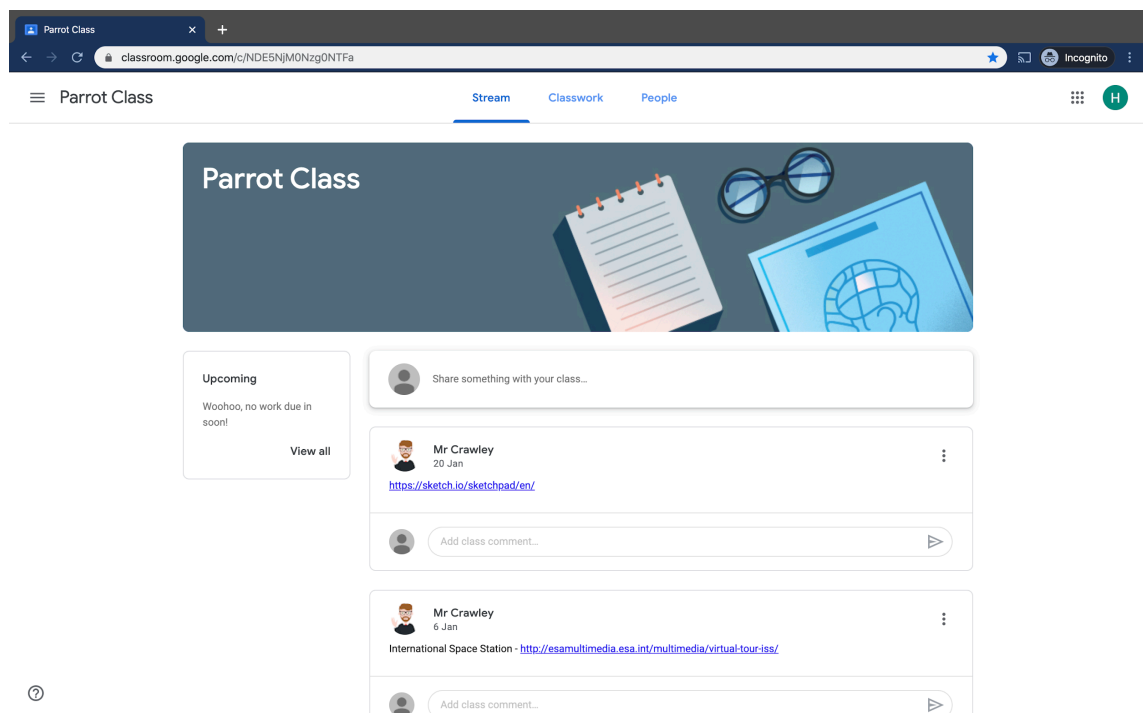 Parrot Class
classroom.google.com/c/NDE5NjM0Nzg0NTFa
Incognito
Parrot Class
Stream
Classwork
People
H
Parrot Class
Upcoming
Woohoo, no work due in
soon!
View all
Share something with your class...
Mr Crawley
20 Jan
https://sketch.io/sketchpad/en/
Add class comment...
Mr Crawley
6 Jan
International Space Station - http://esamultimedia.esa.int/multimedia/virtual-tour-iss/
Add class comment...